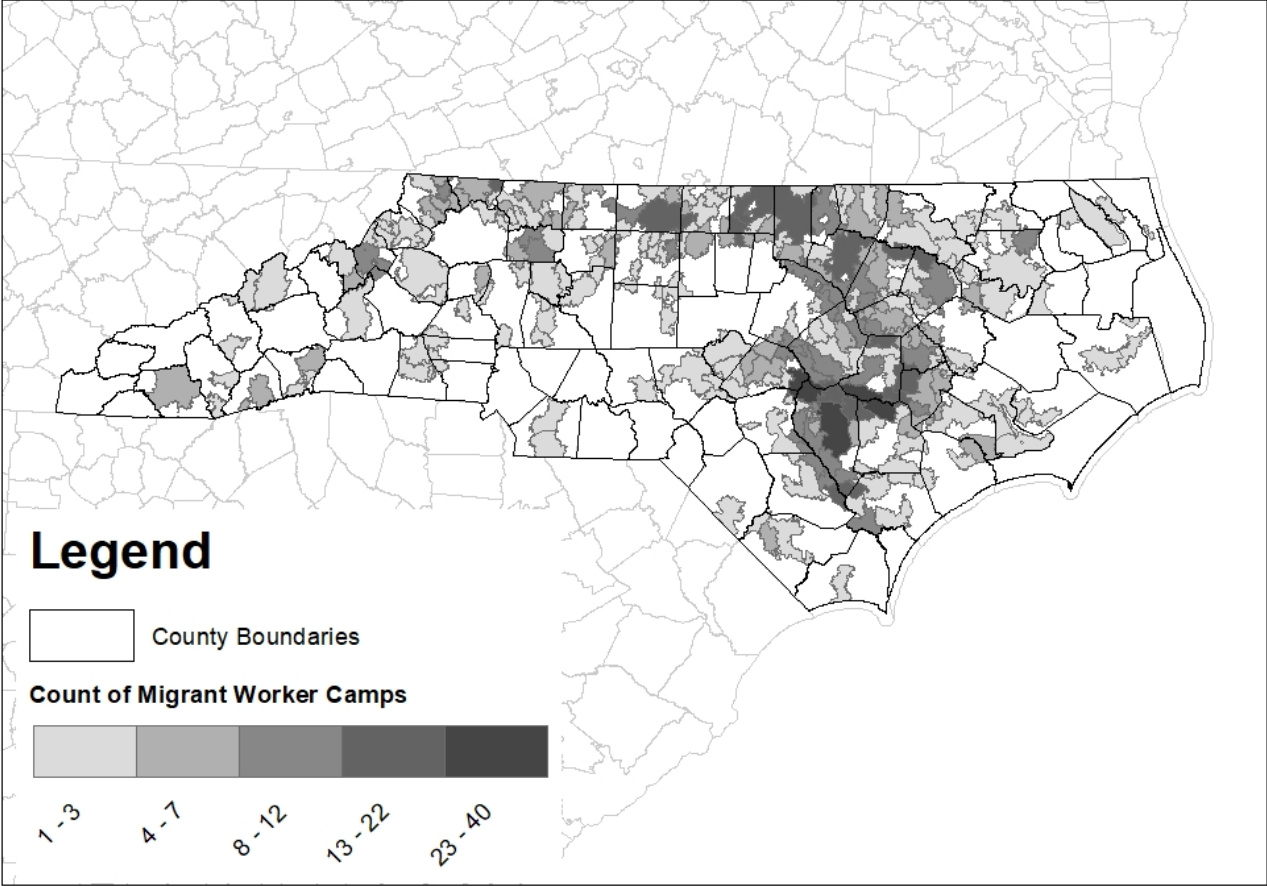 Legend
County Boundaries
Count of Migrant Worker Camps
1 - 3
4 - 7
8 - 12
13 - 22
23 - 40